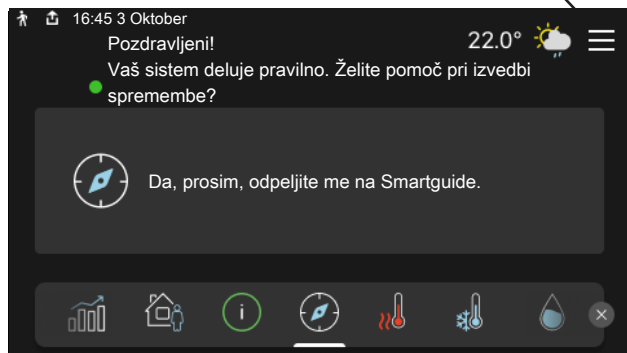 16:45 3 Oktober
Pozdravljeni!
22.0°
Vaš sistem deluje pravilno. Želite pomoč pri izvedbi
spremembe?
Da, prosim, odpeljite me na Smartguide.
i